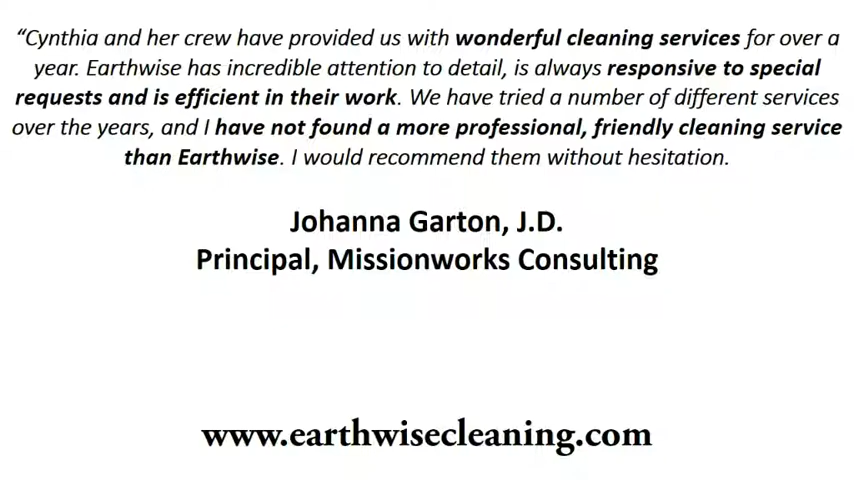 “Cynthia and her crew have provided us with wonderful cleaning services for over a
year. Earthwise has incredible attention to detail, is always responsive to special
requests and is efficient in their work. We have tried a number of different services
over the years, and I have not found a more professional, friendly cleaning service
than Earthwise. I would recommend them without hesitation.
Johanna Garton, J.D.
Principal, Missionworks Consulting
www.earthwisecleaning.com